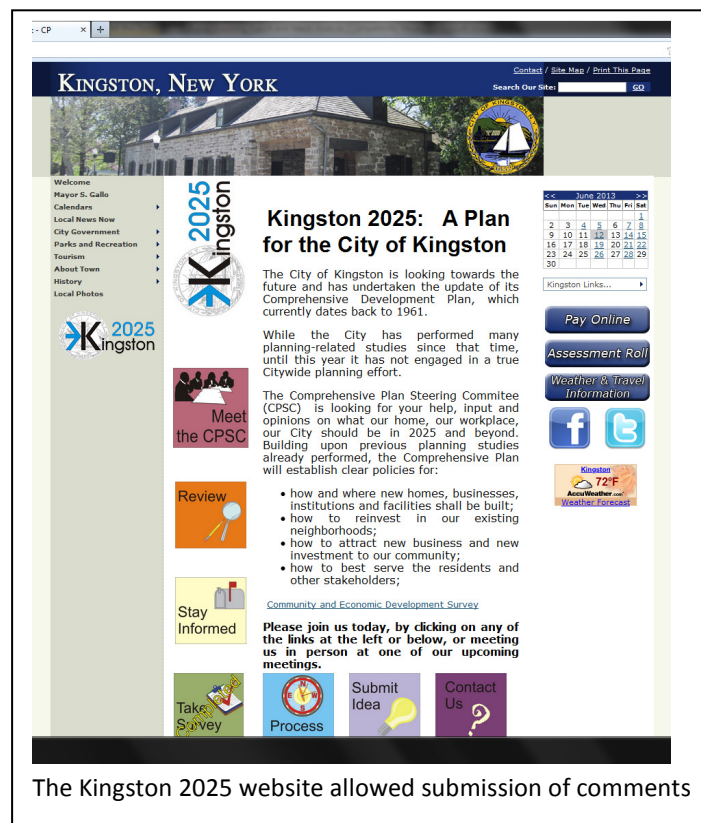 : - CP × +
Contact / Site Map / Print This Page
KINGSTON, NEW YORK
Search Our Site: GO
CITY OF KINGSTON, N.Y.
Welcome
Mayor S. Gallo
Calendars
Local News Now
City Government
Parks and Recreation
Tourism
About Town
History
Local Photos
2025
Kingston
2025
Kingston
Meet
the CPSC
Review
Stay
Informed
Kingston 2025: A Plan
for the City of Kingston
The City of Kingston is looking towards the
future and has undertaken the update of its
Comprehensive Development Plan, which
currently dates back to 1961.
While the City has performed many
planning-related studies since that time,
until this year it has not engaged in a true
Citywide planning effort.
The Comprehensive Plan Steering Commitee
(CPSC) is looking for your help, input and
opinions on what our home, our workplace,
our City should be in 2025 and beyond.
Building upon previous planning studies
already performed, the Comprehensive Plan
will establish clear policies for:
• how and where new homes, businesses,
institutions and facilities shall be built;
• how to reinvest in our existing
neighborhoods;
• how to attract new business and new
investment to our community;
• how to best serve the residents and
other stakeholders;
Community and Economic Development Survey
Please join us today, by clicking on any of
the links at the left or below, or meeting
us in person at one of our upcoming
meetings.
Take
Survey
Completed
N
E W
S
Process
Submit
Idea
Contact
Us
<< June 2013 >>
Sun Mon Tue Wed Thu Fri Sat
1
2 3 4 5 6 7 8
9 10 11 12 13 14 15
16 17 18 19 20 21 22
23 24 25 26 27 28 29
30
Kingston Links...
Pay Online
Assessment Roll
Weather & Travel
Information
Kingston
72°F
AccuWeather.com
Weather Forecast
The Kingston 2025 website allowed submission of comments